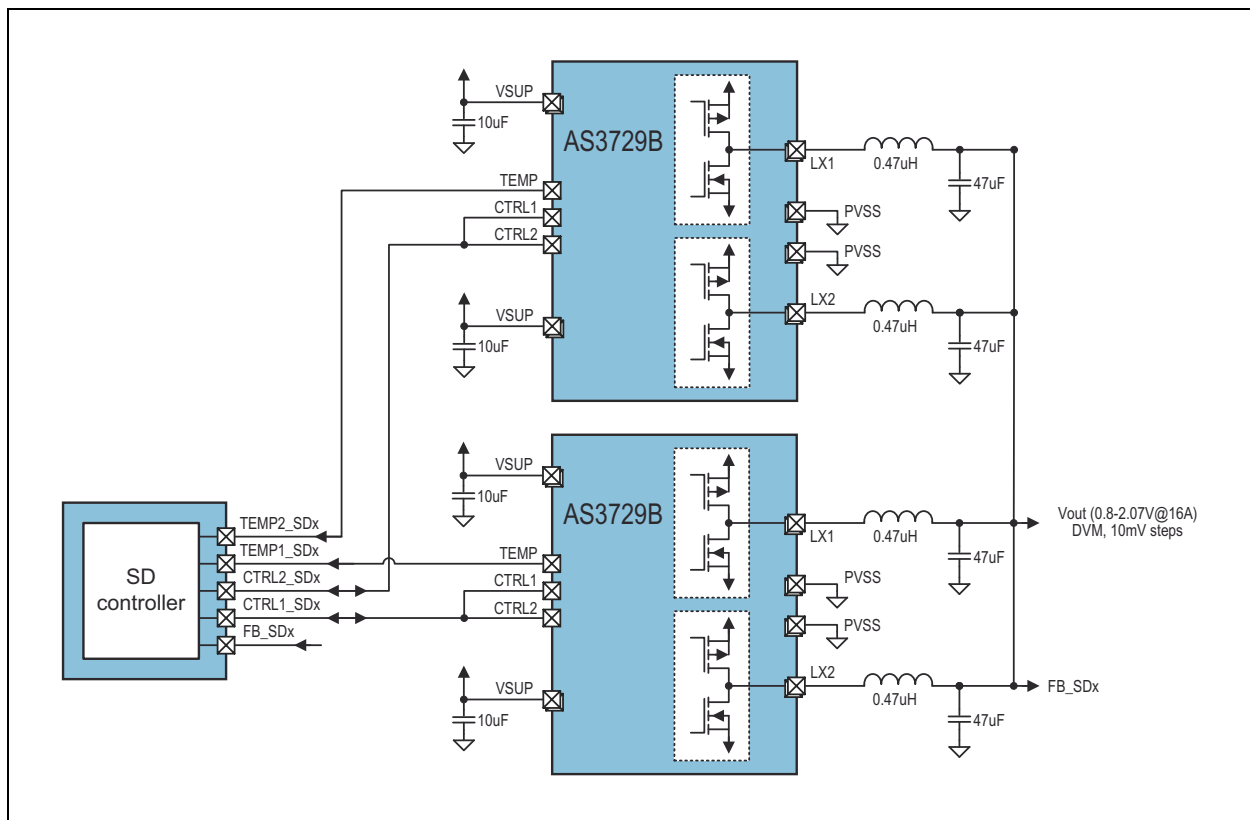 VSUP
10uF
AS3729B
TEMP
CTRL1
CTRL2
VSUP
10uF
LX1
0.47uH
47uF
PVSS
PVSS
LX2
0.47uH
47uF
VSUP
10uF
AS3729B
TEMP
CTRL1
CTRL2
VSUP
10uF
LX1
0.47uH
47uF
PVSS
PVSS
LX2
0.47uH
47uF
Vout (0.8-2.07V@16A)
DVM, 10mV steps
FB_SDx
SD
controller
TEMP2_SDx
TEMP1_SDx
CTRL2_SDx
CTRL1_SDx
FB_SDx